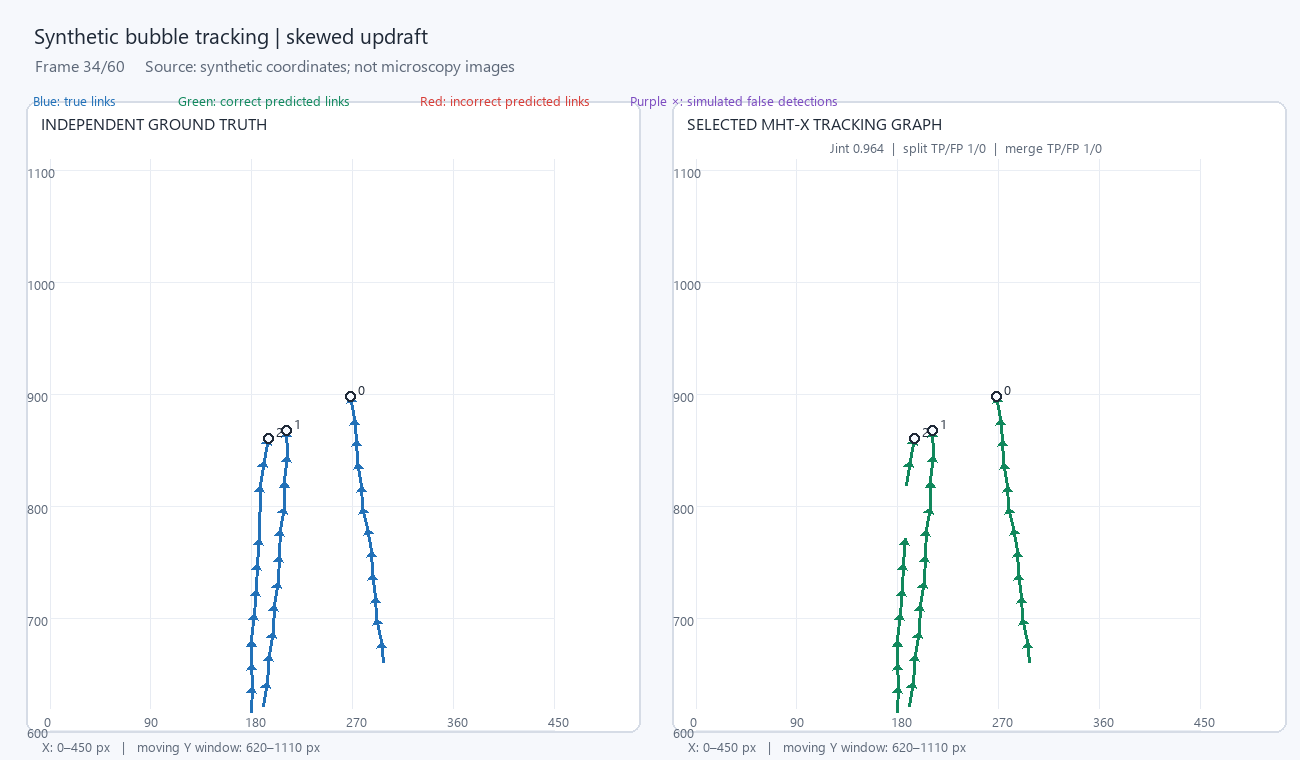 Synthetic bubble tracking | skewed updraft
Frame 34/60 Source: synthetic coordinates; not microscopy images
Blue: true links Green: correct predicted links Red: incorrect predicted links Purple ×: simulated false detections
INDEPENDENT GROUND TRUTH
1100
1000
900
800
700
600
0
1
2
0 90 180 270 360 450
X: 0–450 px | moving Y window: 620–1110 px
SELECTED MHT-X TRACKING GRAPH
Jint 0.964 | split TP/FP 1/0 | merge TP/FP 1/0
1100
1000
900
800
700
600
0
1
2
0 90 180 270 360 450
X: 0–450 px | moving Y window: 620–1110 px